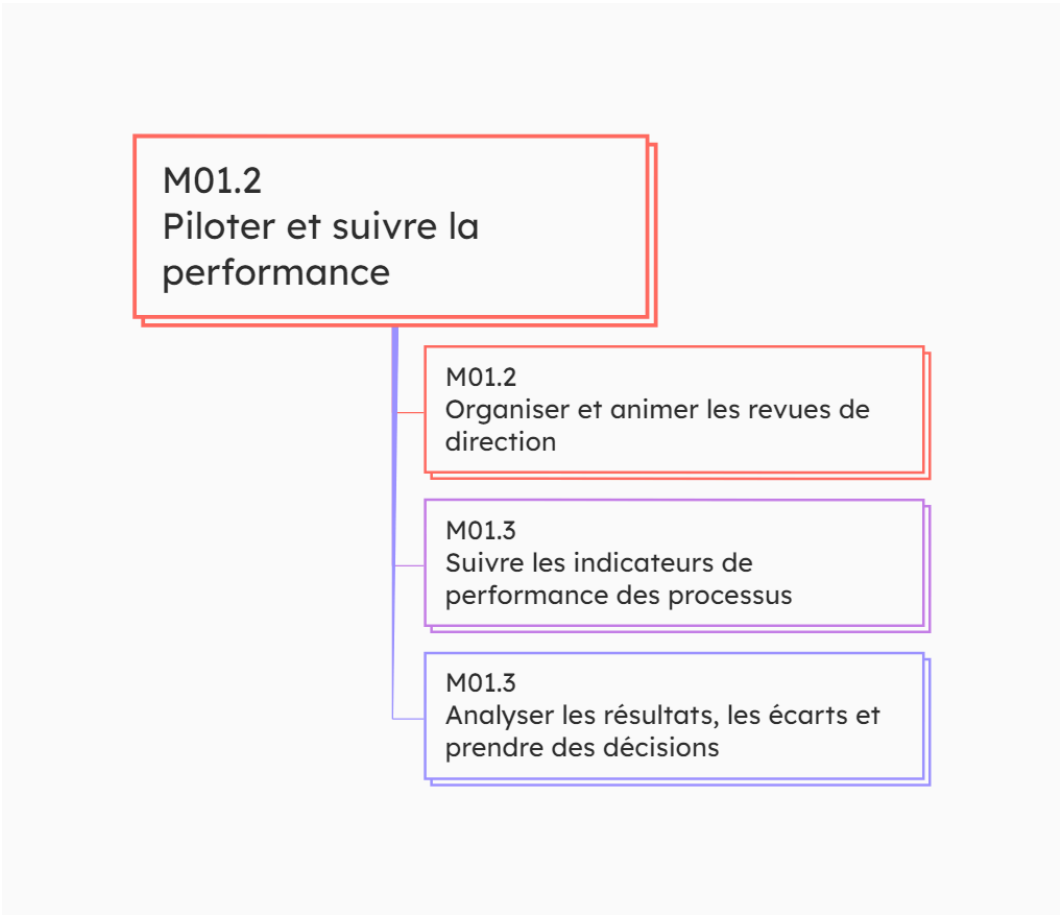 M01.2
Piloter et suivre la
performance
M01.2
Organiser et animer les revues de
direction
M01.3
Suivre les indicateurs de
performance des processus
M01.3
Analyser les résultats, les écarts et
prendre des décisions